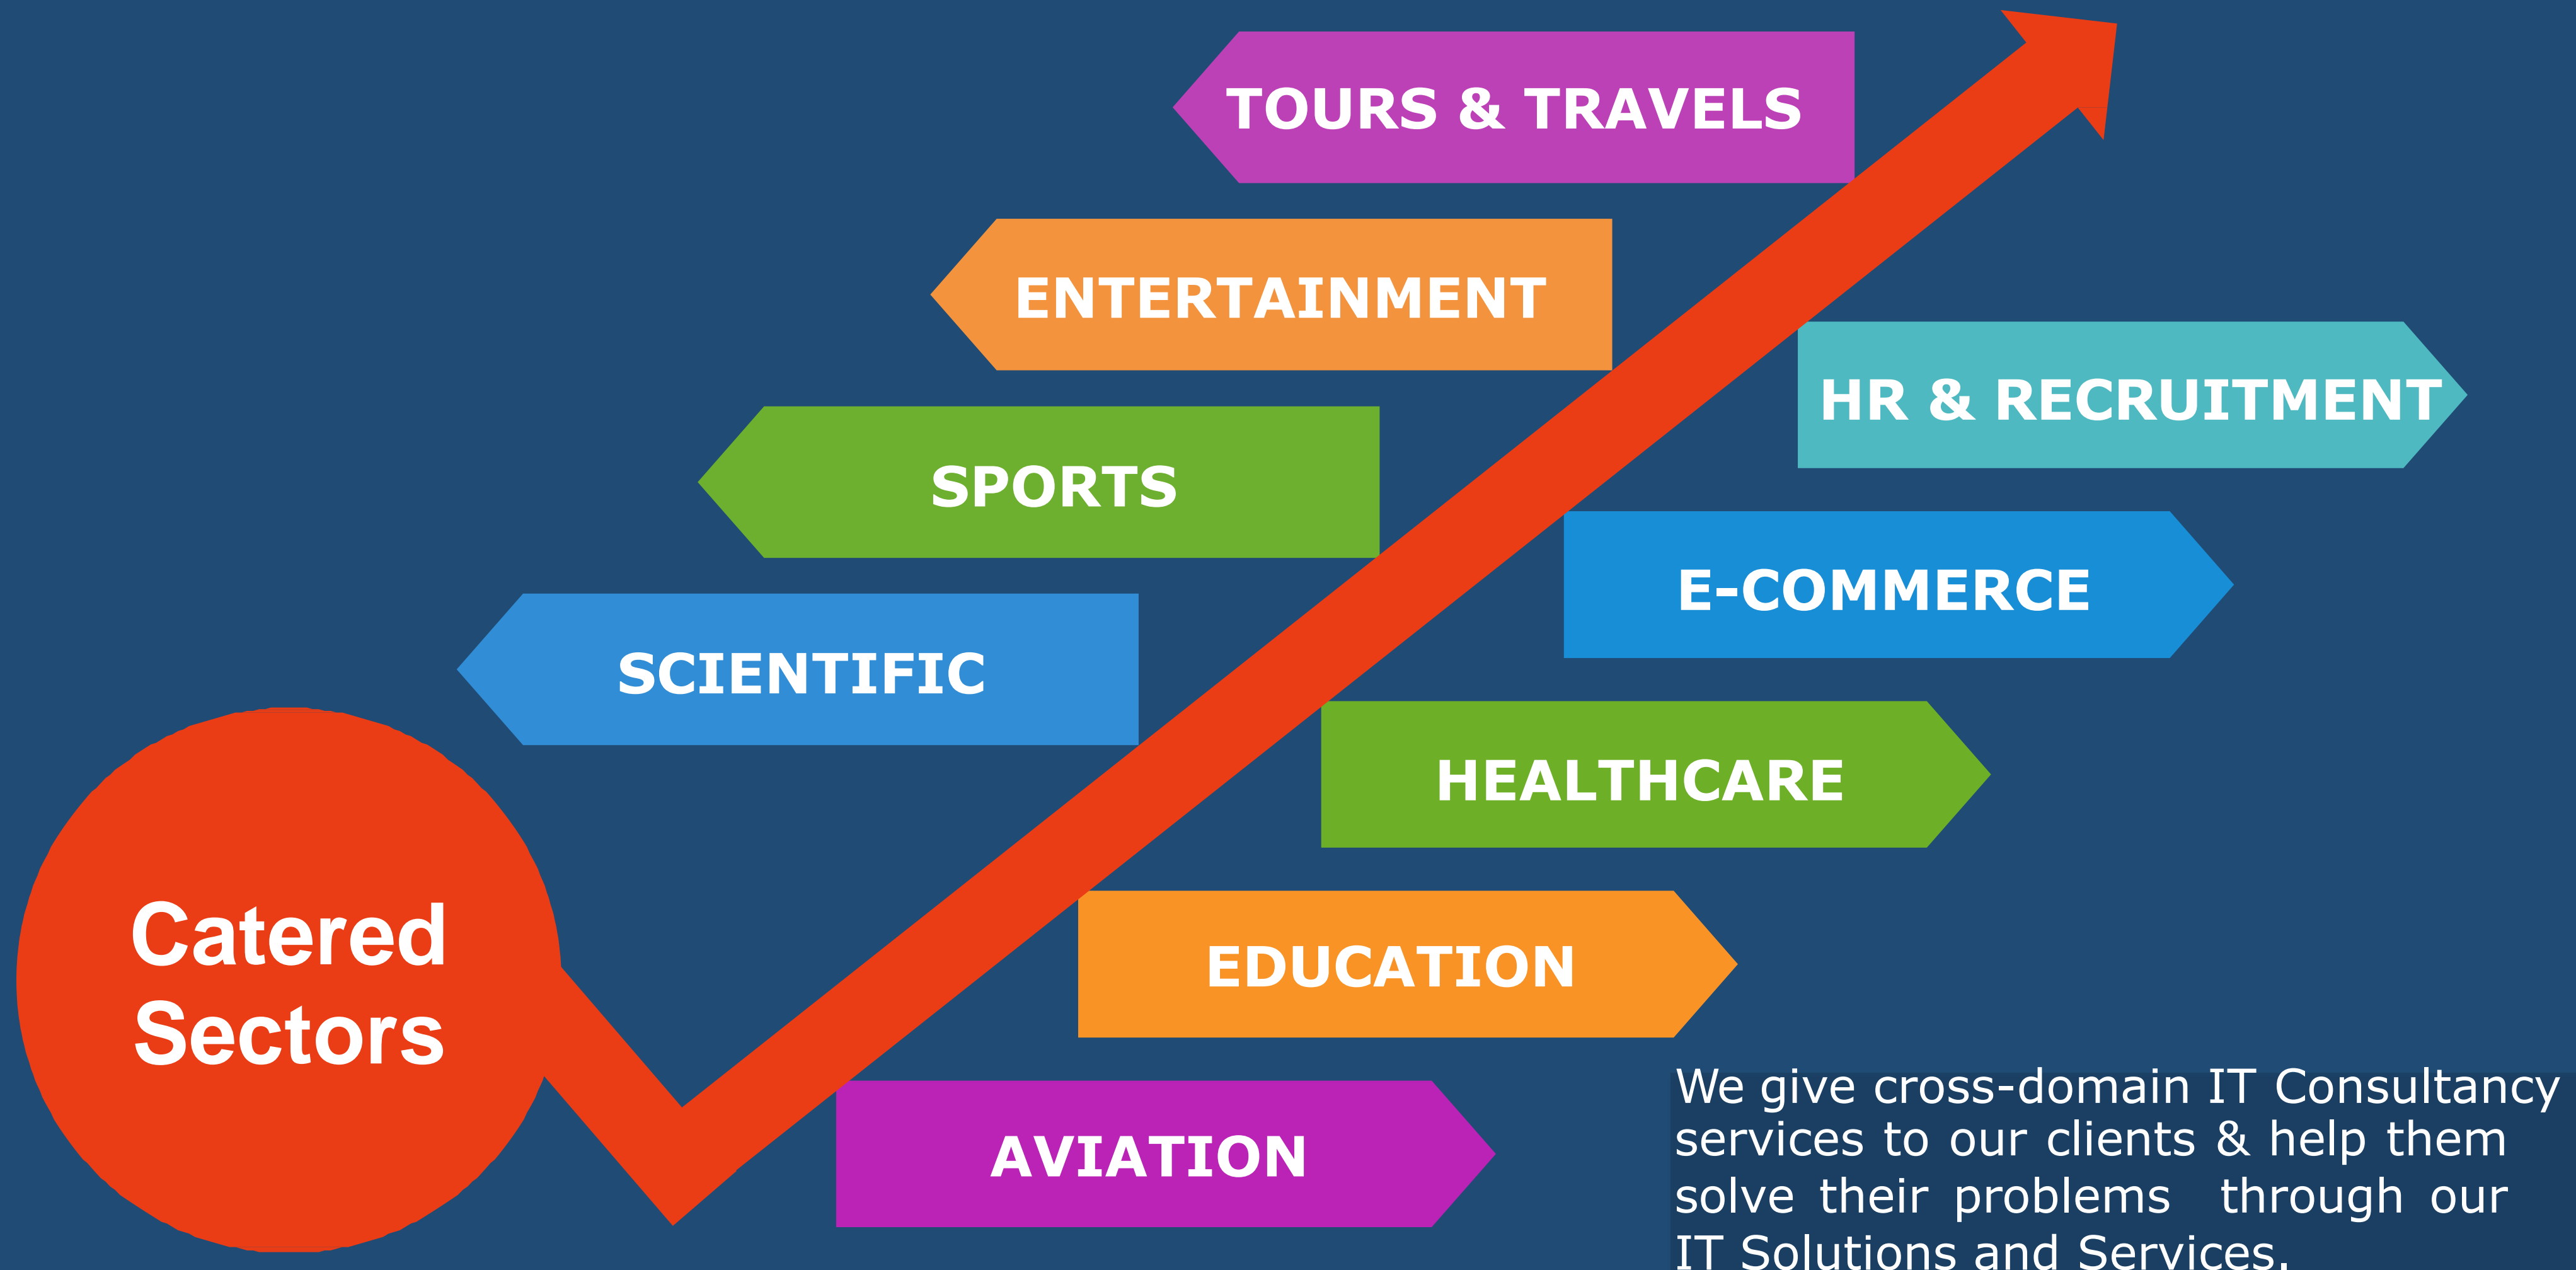 TOURS & TRAVELS
ENTERTAINMENT
HR & RECRUITMENT
SPORTS
E-COMMERCE
SCIENTIFIC
HEALTHCARE
Catered
Sectors
EDUCATION
AVIATION
We give cross-domain IT Consultancy
services to our clients & help them
solve their problems through our
IT Solutions and Services.